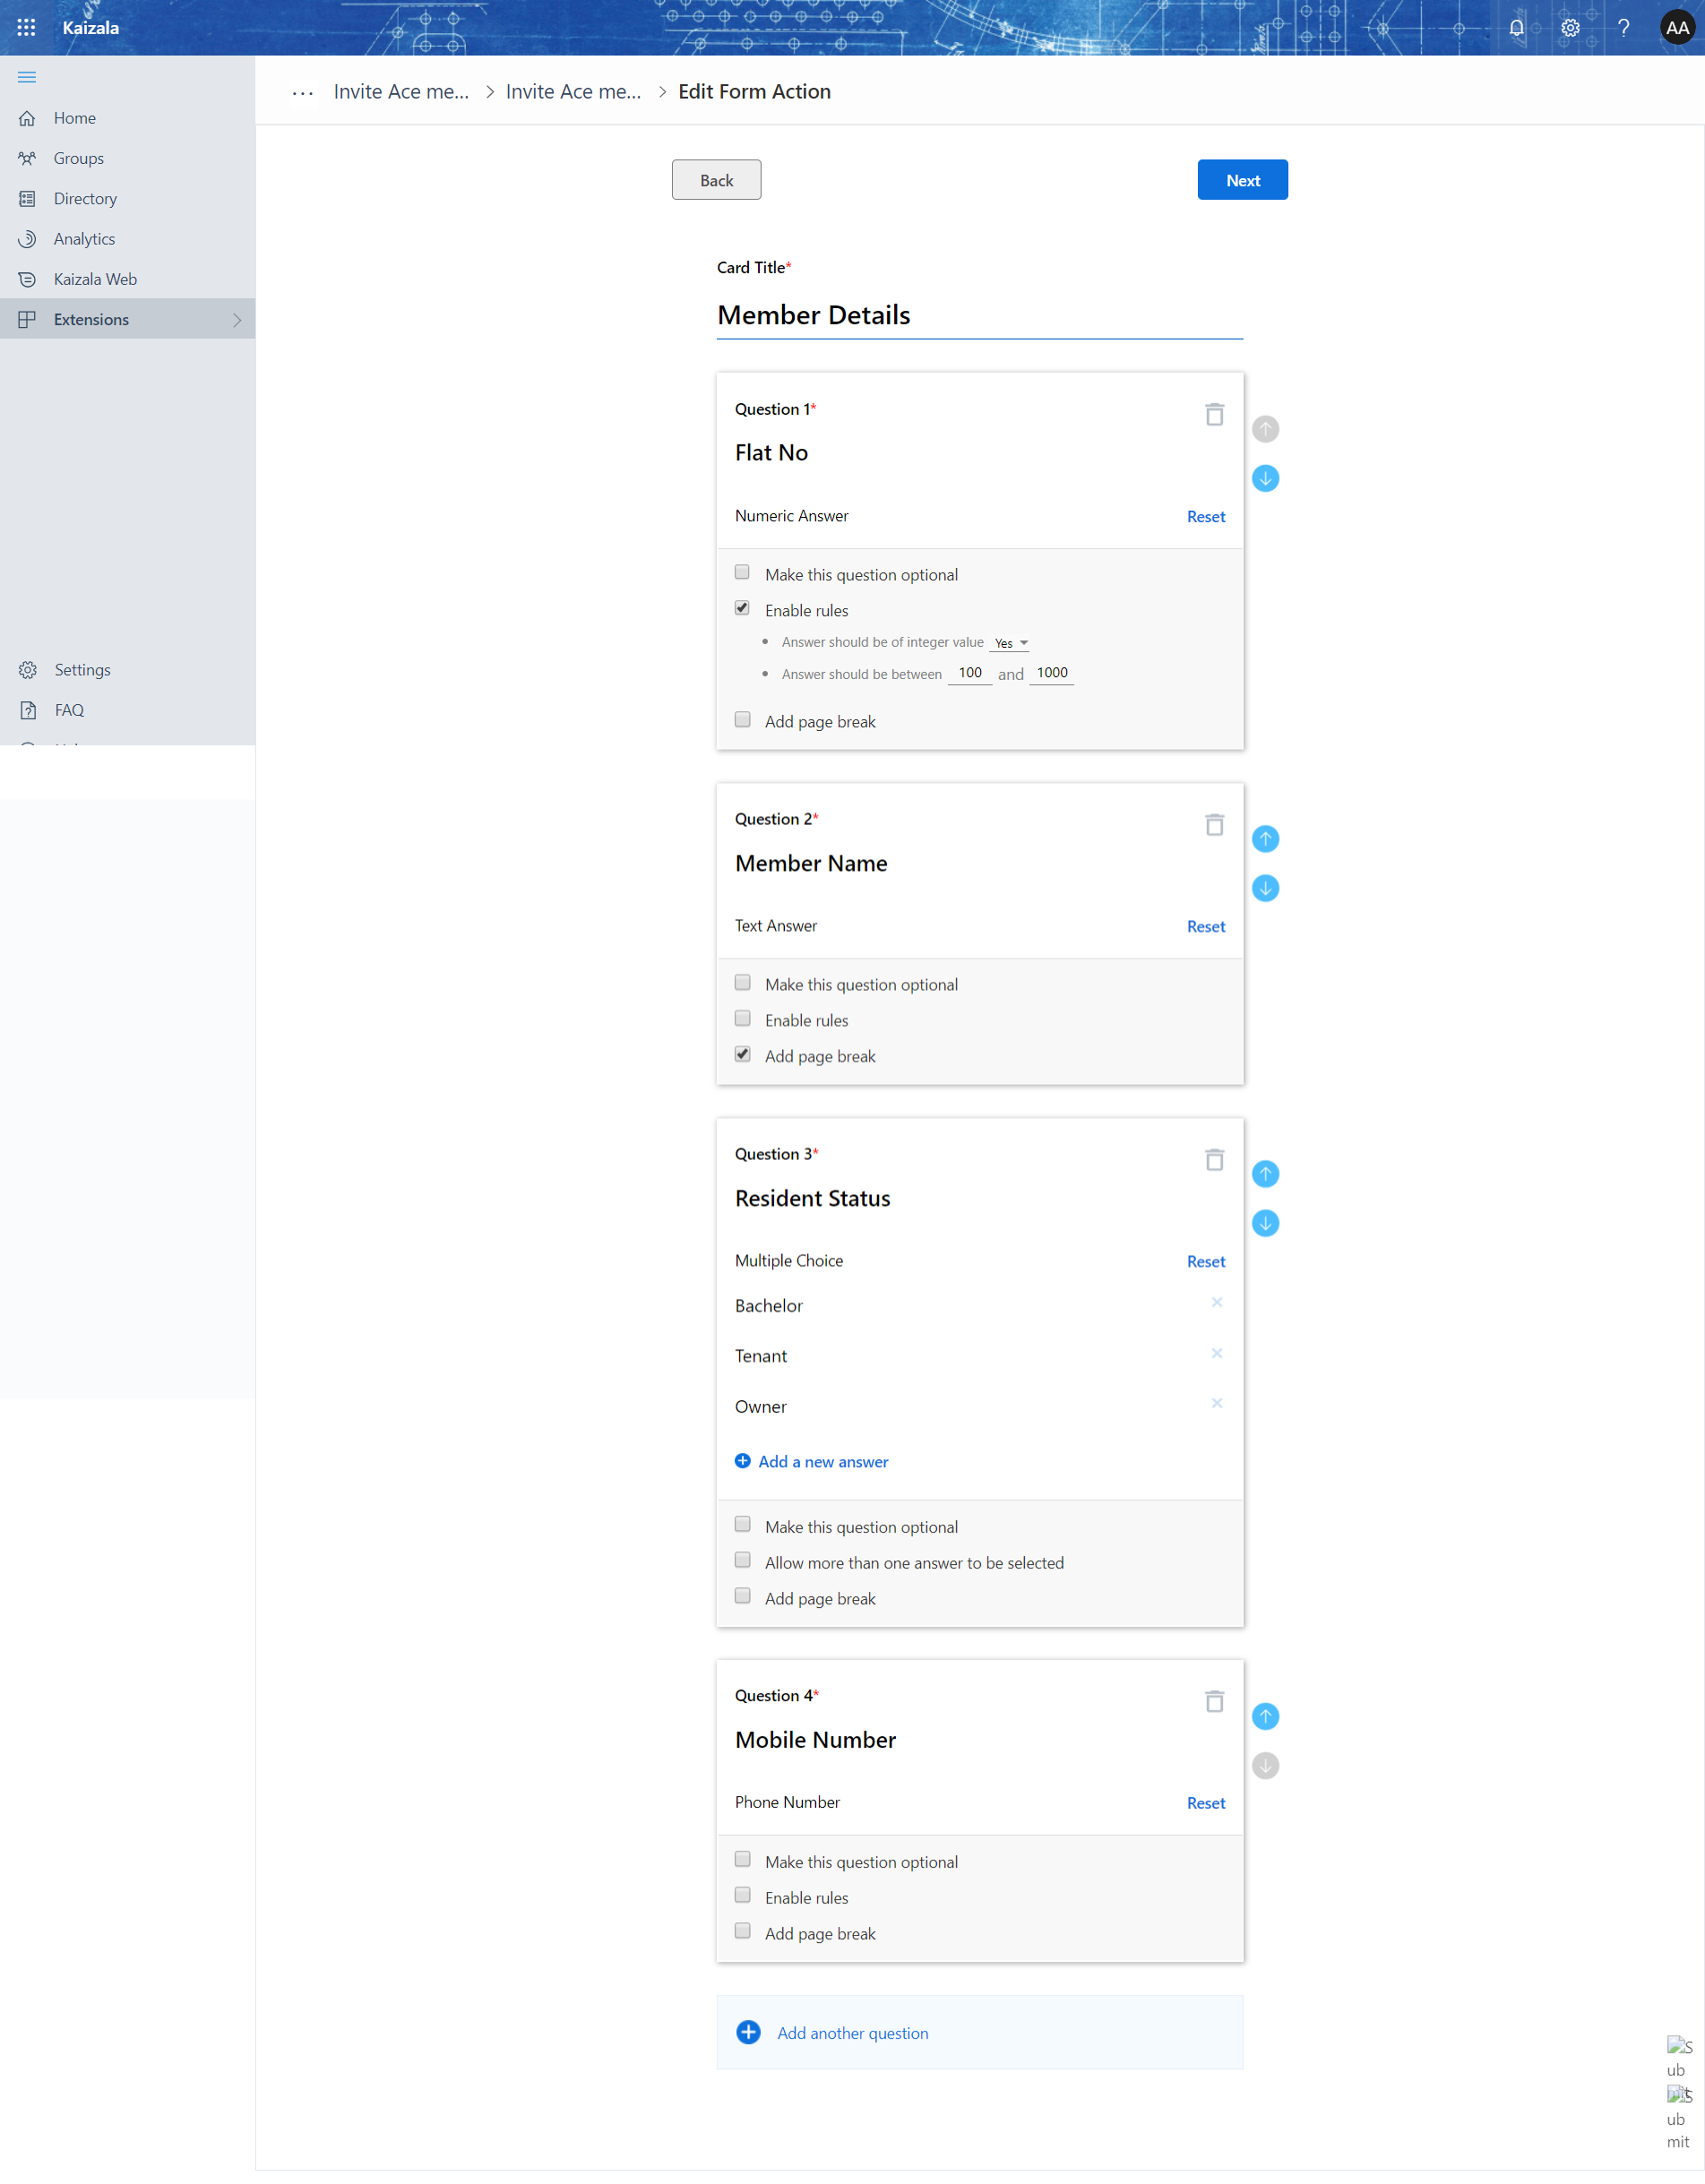 Kaizala
AA
... Invite Ace me... > Invite Ace me... > Edit Form Action
Home
Groups
Directory
Analytics
Kaizala Web
Extensions
Settings
FAQ
Back
Next
Card Title*
Member Details
Question 1*
Flat No
Numeric Answer
Reset
Make this question optional
Enable rules
• Answer should be of integer value Yes
• Answer should be between 100 and 1000
Add page break
Question 2*
Member Name
Text Answer
Reset
Make this question optional
Enable rules
Add page break
Question 3*
Resident Status
Multiple Choice
Reset
Bachelor
Tenant
Owner
Add a new answer
Make this question optional
Allow more than one answer to be selected
Add page break
Question 4*
Mobile Number
Phone Number
Reset
Make this question optional
Enable rules
Add page break
Add another question
S
ub
S
ub
mit